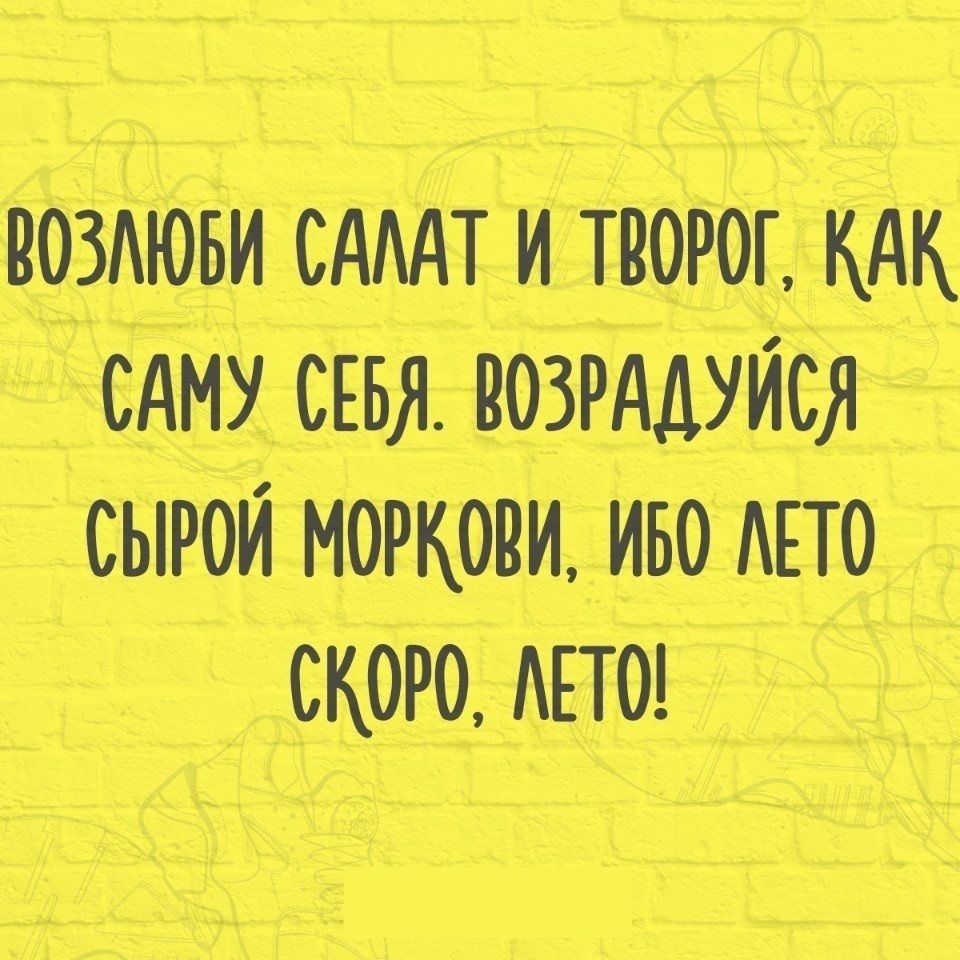 ВОЗЛЮБИ САЛАТ И ТВОРОГ, КАК
САМУ СЕБЯ. ВОЗРАДУЙСЯ
СЫРОЙ МОРКОВИ, ИБО ЛЕТО
СКОРО, ЛЕТО!